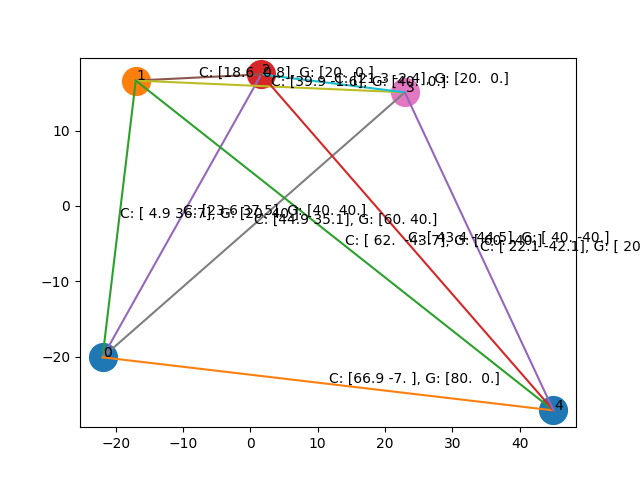 1
2
3
C: [18.6  0.8], G: [20.  0.]
C: [21.3 -2.4], G: [20.  0.]
C: [39.9 -1.6], G: [40.  0.]
10
0
−10
−20
C: [ 4.9 36.7], G: [20. 40.]
C: [23.6 37.5], G: [40. 40.]
C: [44.9 35.1], G: [60. 40.]
C: [ 43.4 -44.5], G: [ 40. -40.]
C: [ 62.  -43.7], G: [ 60. -40.]
C: [ 22.1 -42.1], G: [ 20
0
C: [66.9 -7. ], G: [80.  0.]
4
−20
−10
0
10
20
30
40